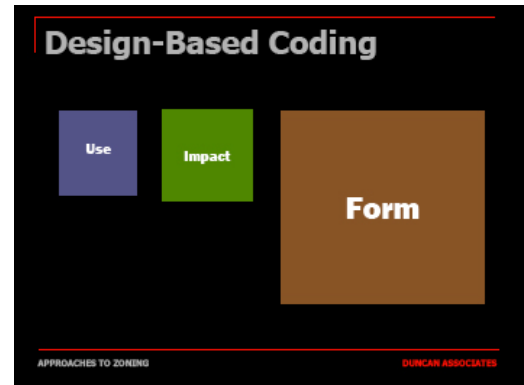 Design-Based Coding
Use
Impact
Form
APPROACHES TO ZONING
DUNCAN ASSOCIATES